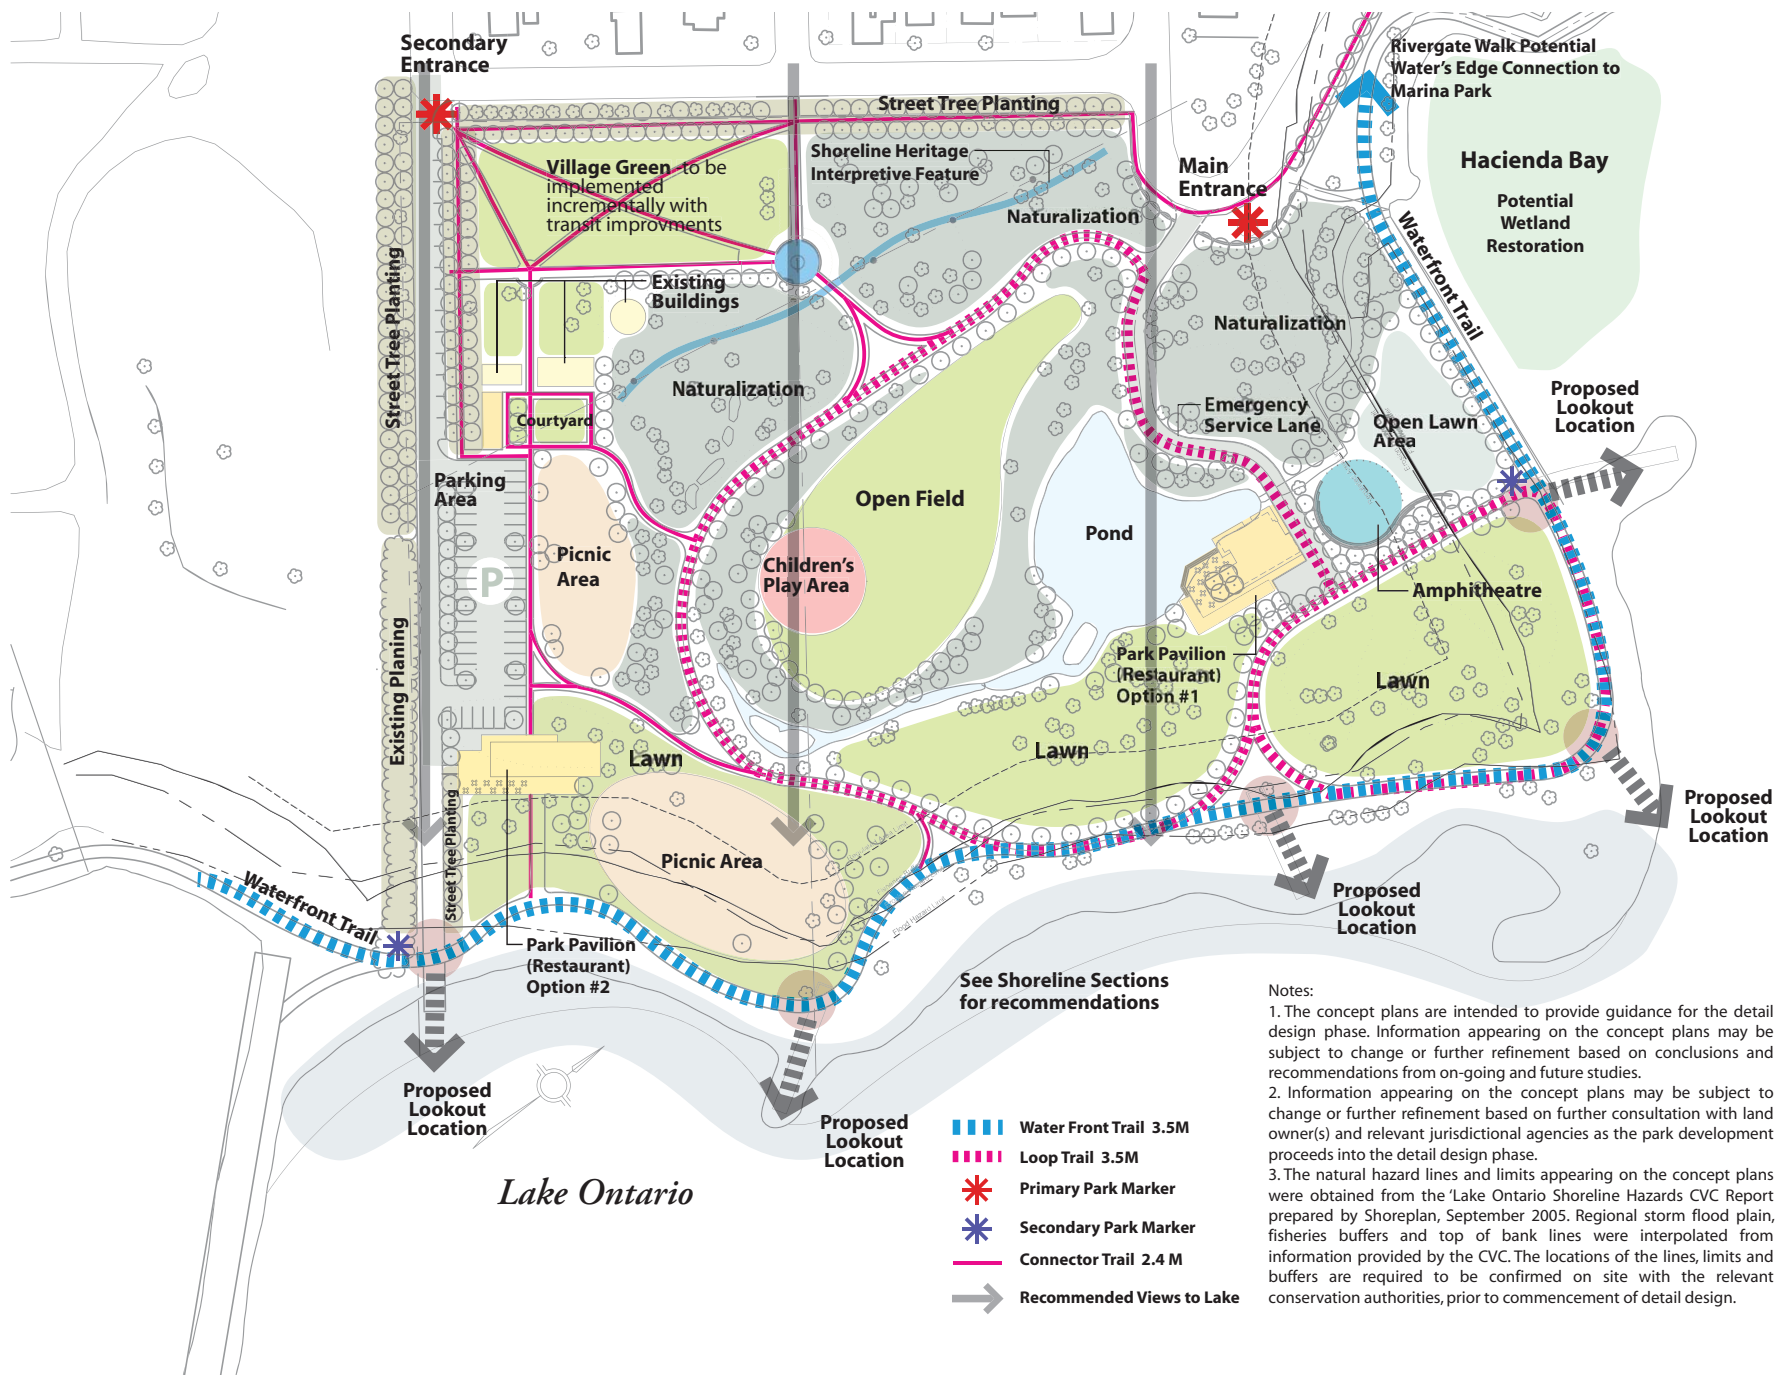 Secondary
Entrance
Street Tree Planting
Rivergate Walk Potential
Water's Edge Connection to
Marina Park
Hacienda Bay
Potential
Wetland
Restoration
Village Green -to be
implemented
incrementally with
transit improvments
Shoreline Heritage
Interpretive Feature
Main
Entrance
Naturalization
Waterfront Trail
Street Tree Planting
Existing
Buildings
Naturalization
Naturalization
Courtyard
Emergency
Service Lane
Open Lawn
Area
Proposed
Lookout
Location
Parking
Area
Open Field
Pond
Picnic
Area
P
Children's
Play Area
Amphitheatre
Existing Planing
Park Pavilion
(Restaurant)
Option #1
Lawn
Lawn
Lawn
Street Tree Planting
Picnic Area
Proposed
Lookout
Location
Proposed
Lookout
Location
Waterfront Trail
Flood Hazard Limit
Park Pavilion
(Restaurant)
Option #2
See Shoreline Sections
for recommendations
Proposed
Lookout
Location
Proposed
Lookout
Location
Lake Ontario
Water Front Trail 3.5M
Loop Trail 3.5M
Primary Park Marker
Secondary Park Marker
Connector Trail 2.4 M
Recommended Views to Lake
Notes:
1. The concept plans are intended to provide guidance for the detail
design phase. Information appearing on the concept plans may be
subject to change or further refinement based on conclusions and
recommendations from on-going and future studies.
2. Information appearing on the concept plans may be subject to
change or further refinement based on further consultation with land
owner(s) and relevant jurisdictional agencies as the park development
proceeds into the detail design phase.
3. The natural hazard lines and limits appearing on the concept plans
were obtained from the 'Lake Ontario Shoreline Hazards CVC Report
prepared by Shoreplan, September 2005. Regional storm flood plain,
fisheries buffers and top of bank lines were interpolated from
information provided by the CVC. The locations of the lines, limits and
buffers are required to be confirmed on site with the relevant
conservation authorities, prior to commencement of detail design.